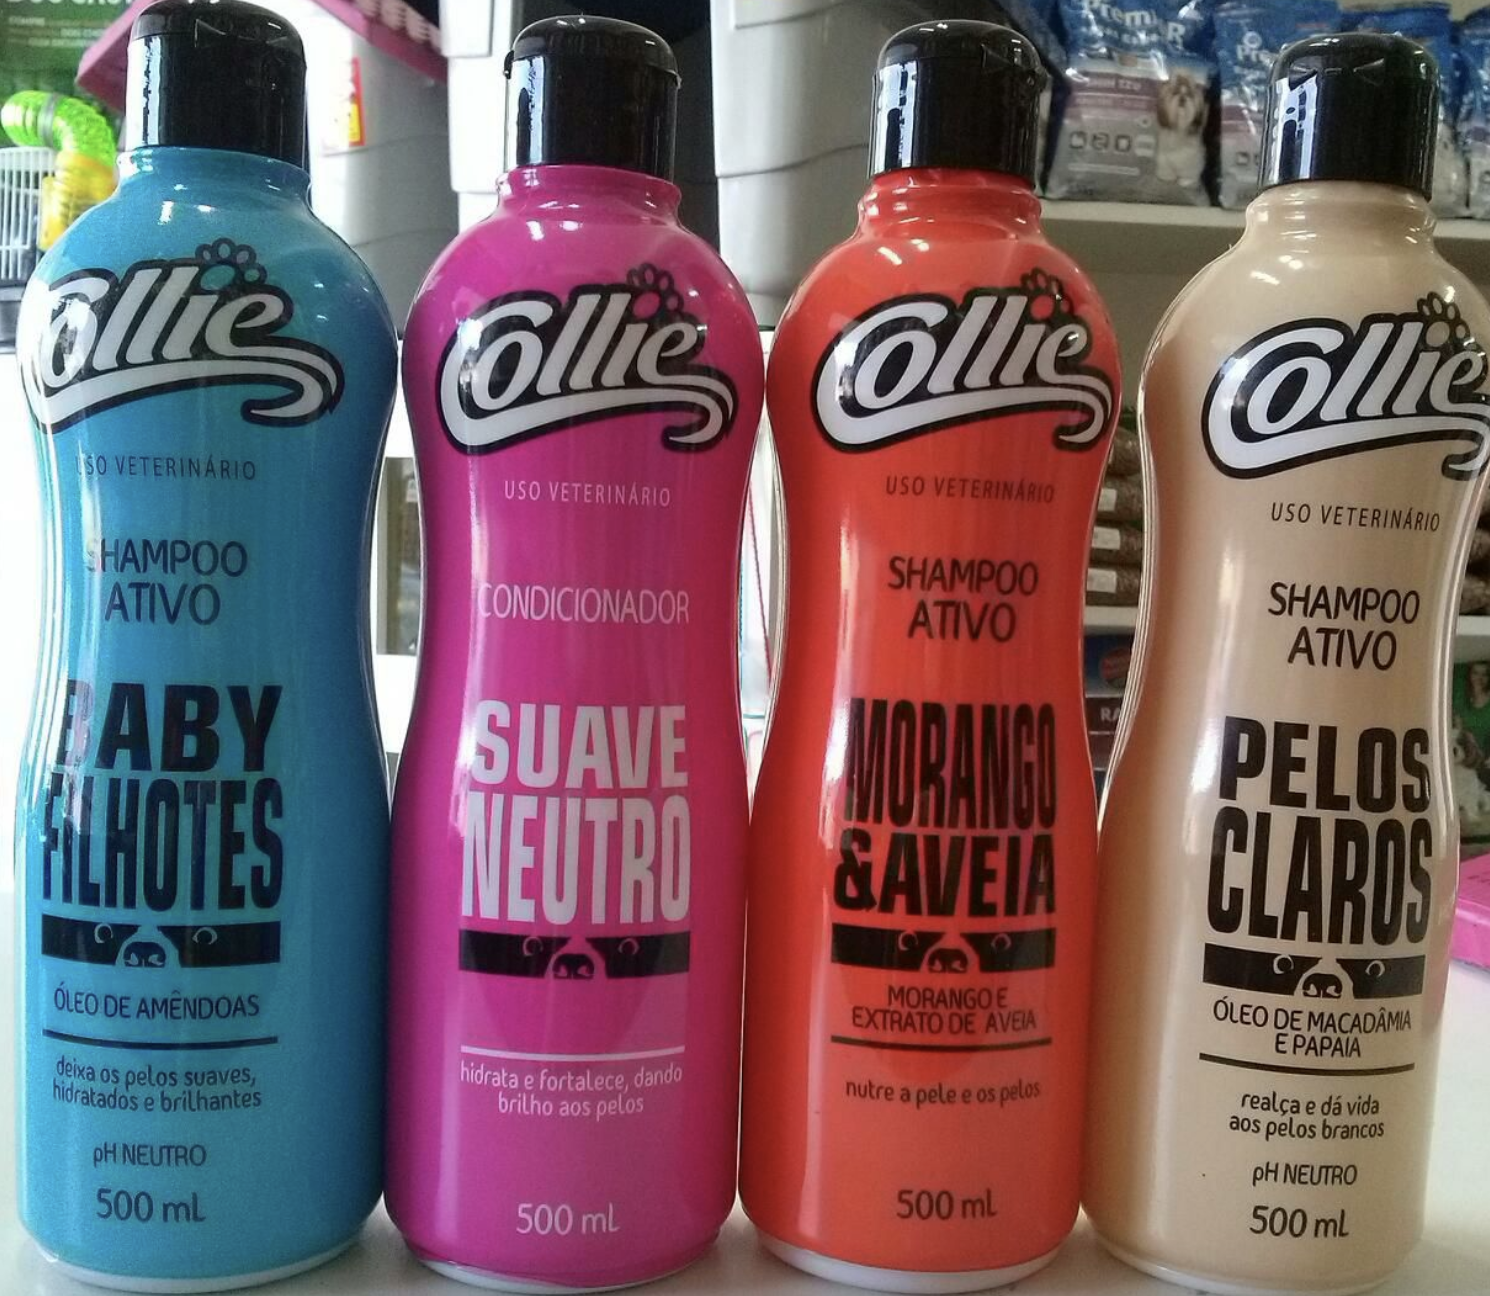 Collie
USO VETERINÁRIO
SHAMPOO
ATIVO
BABY
FILHOTES
ÓLEO DE AMÊNDOAS
deixa os pelos suaves,
hidratados e brilhantes
pH NEUTRO
500 ml
Collie
USO VETERINÁRIO
CONDICIONADOR
SUAVE
NEUTRO
hidrata e fortalece, dando
brilho aos pelos
500 ml
Collie
USO VETERINÁRIO
SHAMPOO
ATIVO
MORANGO
&AVEIA
MORANGO E
EXTRATO DE AVEIA
nutre a pele e os pelos
500 ml
Collie
USO VETERINÁRIO
SHAMPOO
ATIVO
PELOS
CLAROS
ÓLEO DE MACADÂMIA
E PAPAIA
realça e dá vida
aos pelos brancos
pH NEUTRO
500 ml
PremieR